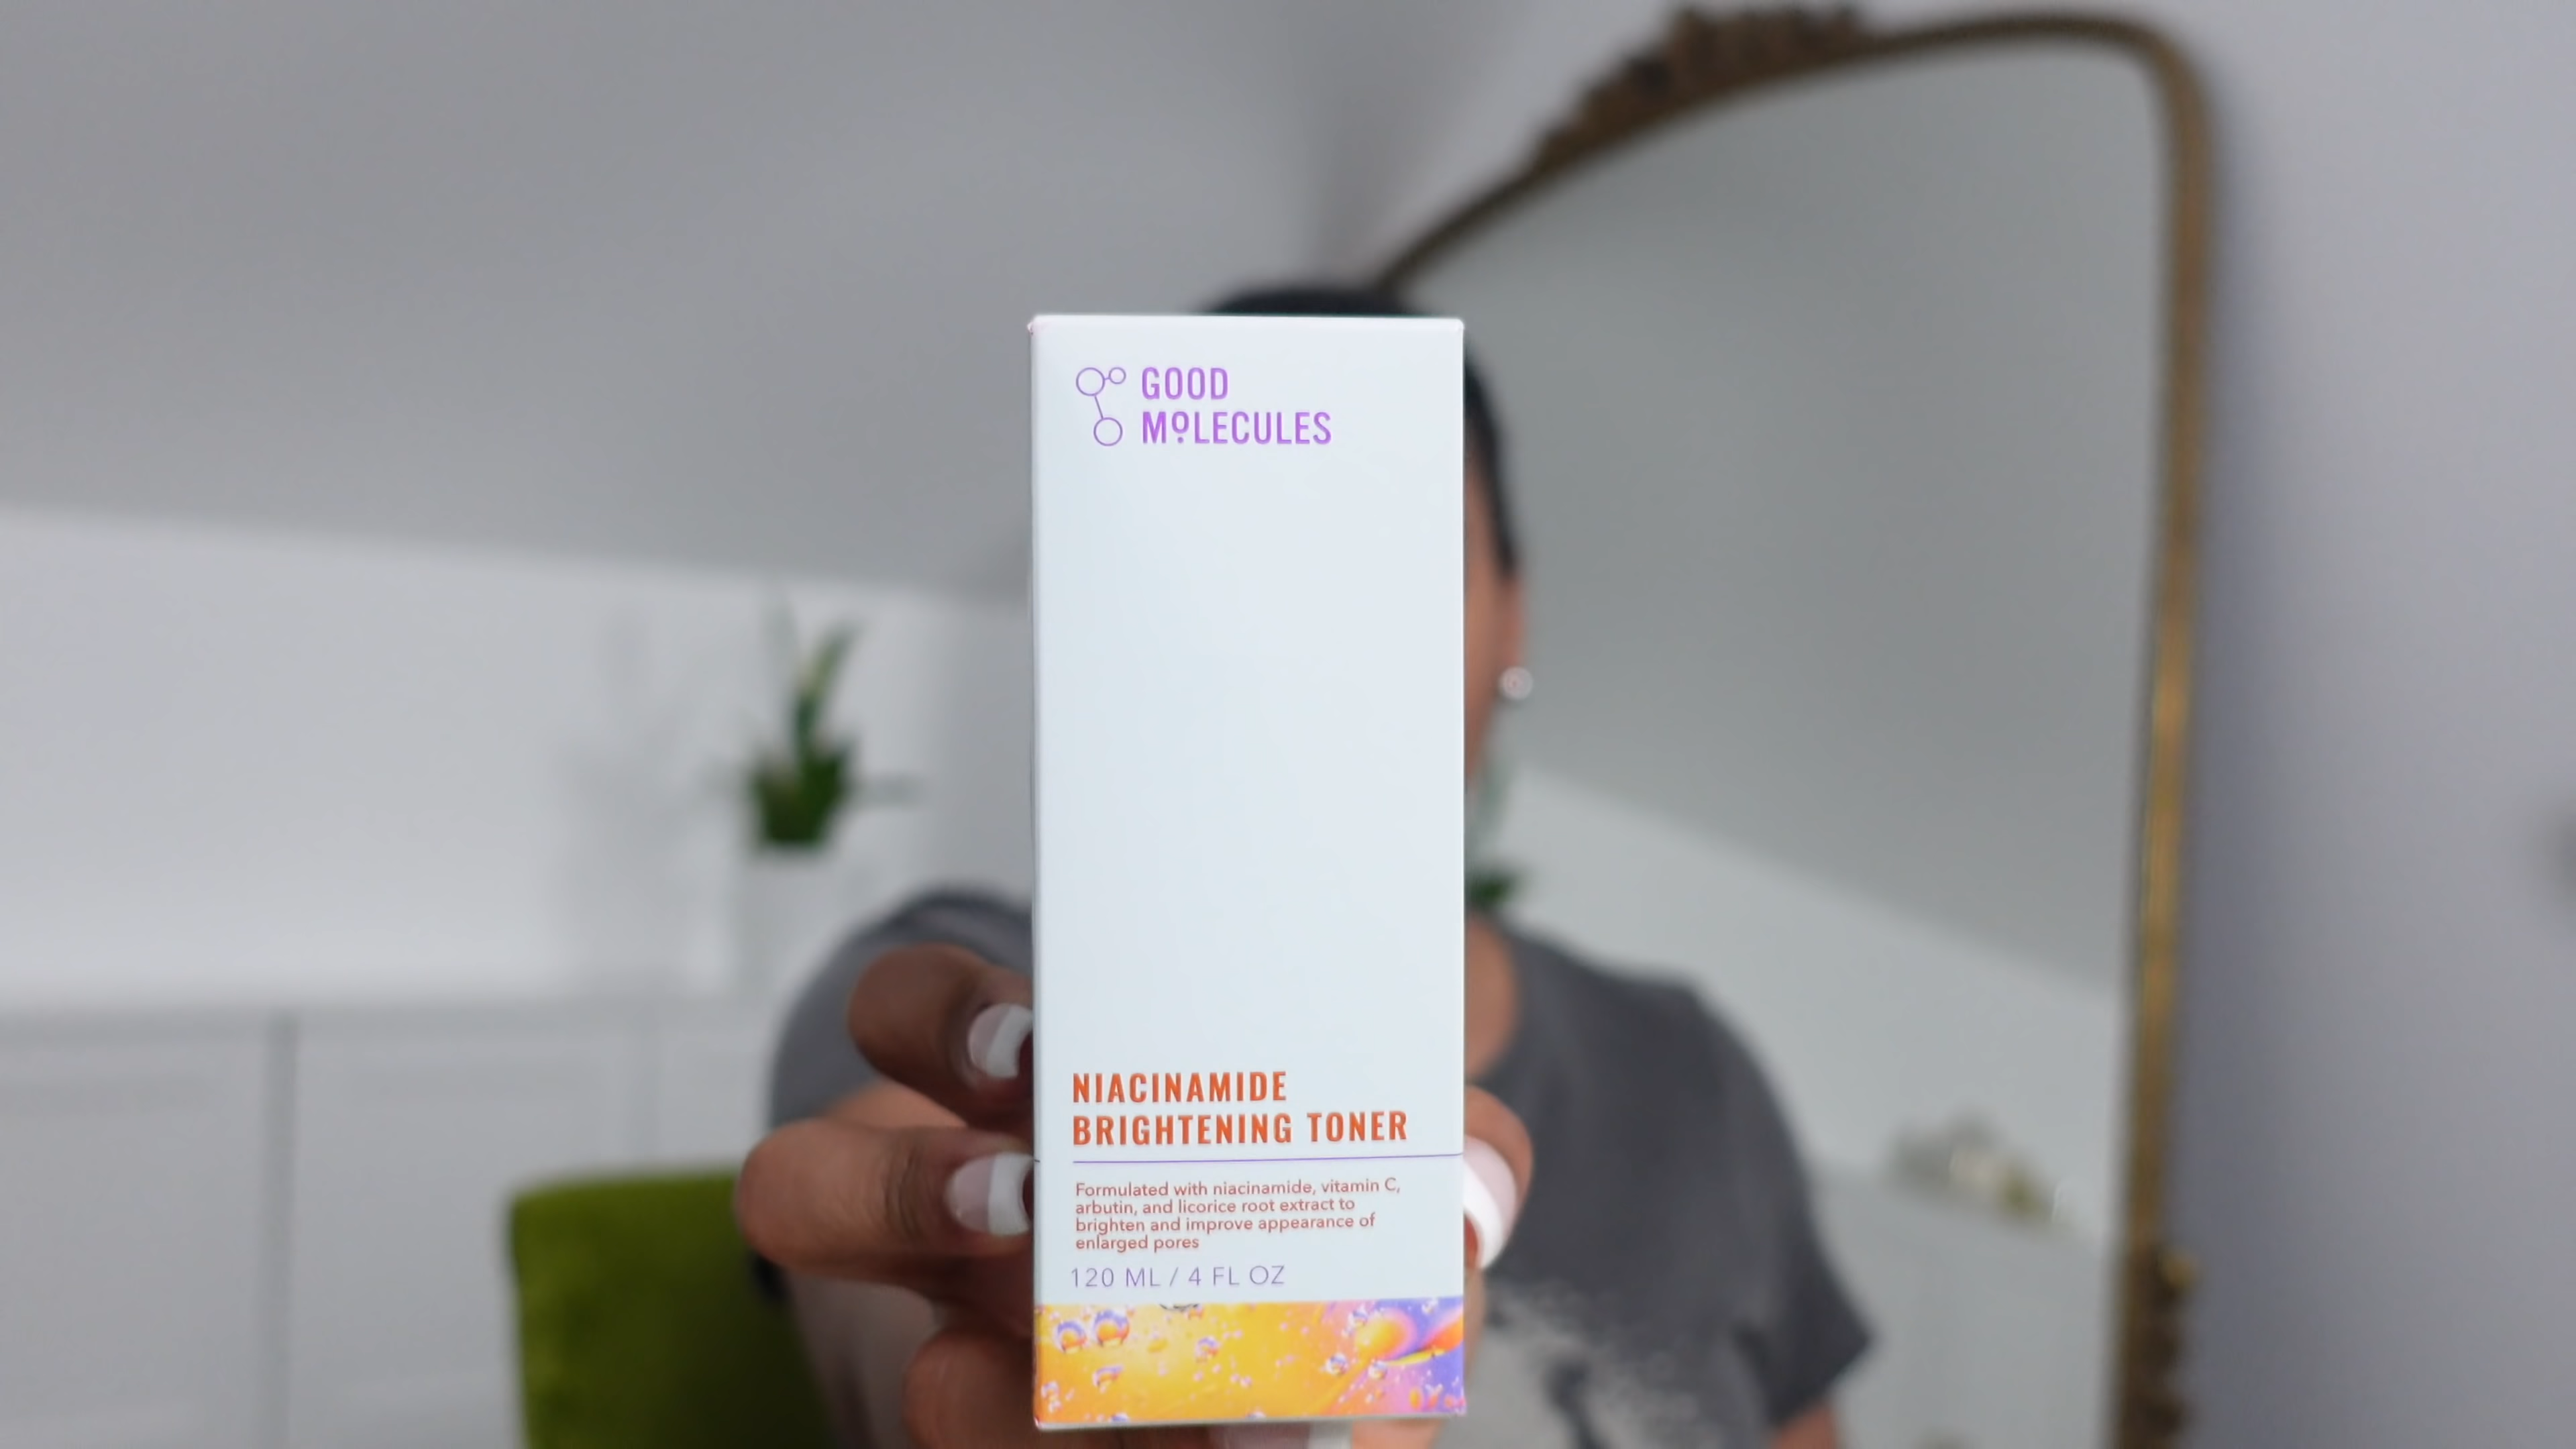 GOOD
MOLECULES
NIACINAMIDE
BRIGHTENING TONER
Formulated with niacinamide, vitamin C,
arbutin, and licorice root extract to
brighten and improve appearance of
enlarged pores
120 ML / 4 FL OZ